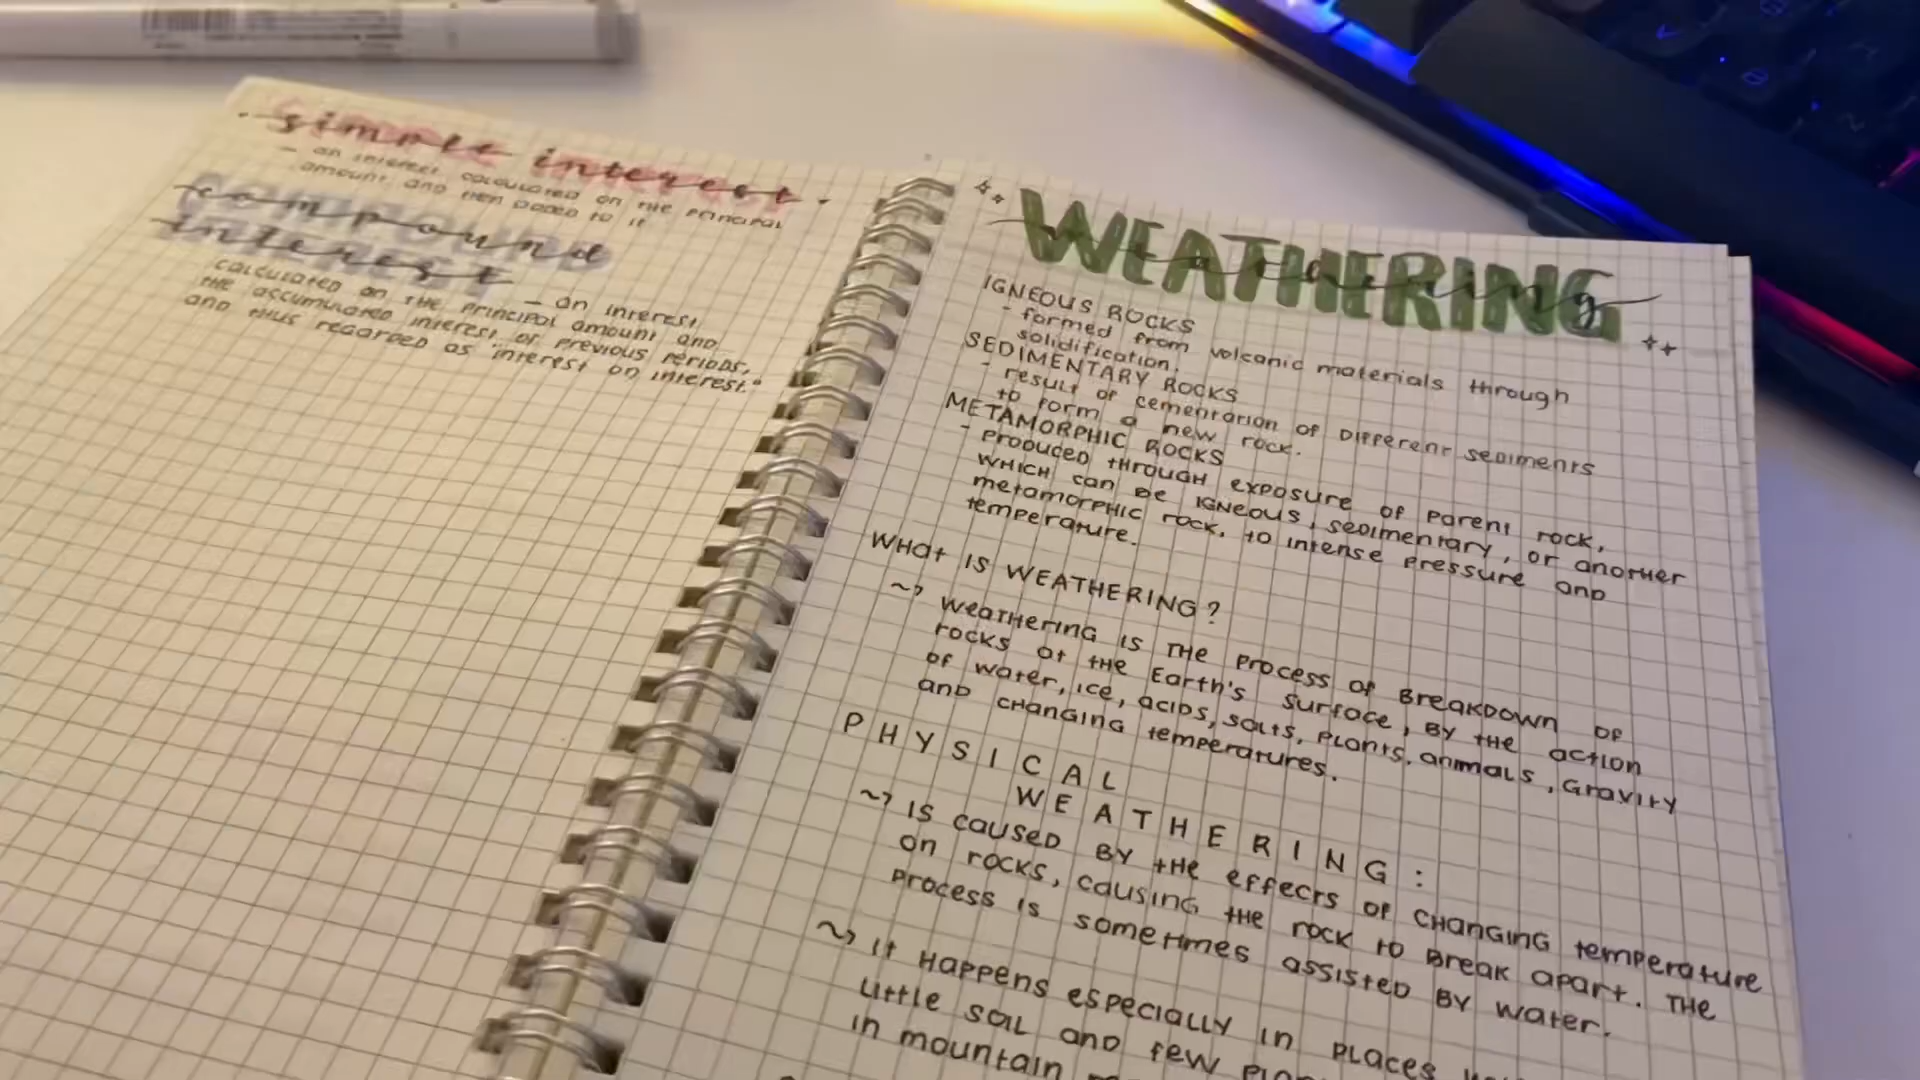 simple interest
- an interest calculated on the principal
amount and then added to it
compound
interest - an interest
calculated on the principal amount and
the accumulated interest of previous periods,
and thus regarded as "interest on interest."
WEATHERING
weathering
IGNEOUS ROCKS
- formed from volcanic materials through
solidification.
SEDIMENTARY ROCKS
- result of cementation of different sediments
to form a new rock.
METAMORPHIC ROCKS
- produced through exposure of parent rock,
which can be igneous, sedimentary, or another
metamorphic rock, to intense pressure and
temperature.
WHAT IS WEATHERING?
~> Weathering is the process of breakdown of
rocks at the Earth's surface, by the action
of water, ice, acids, salts, plants, animals, gravity
and changing temperatures.
PHYSICAL
WEATHERING:
~> Is caused by the effects of changing temperature
on rocks, causing the rock to break apart. The
process is sometimes assisted by water.
~> It happens especially in places
little soil and few
in mountain